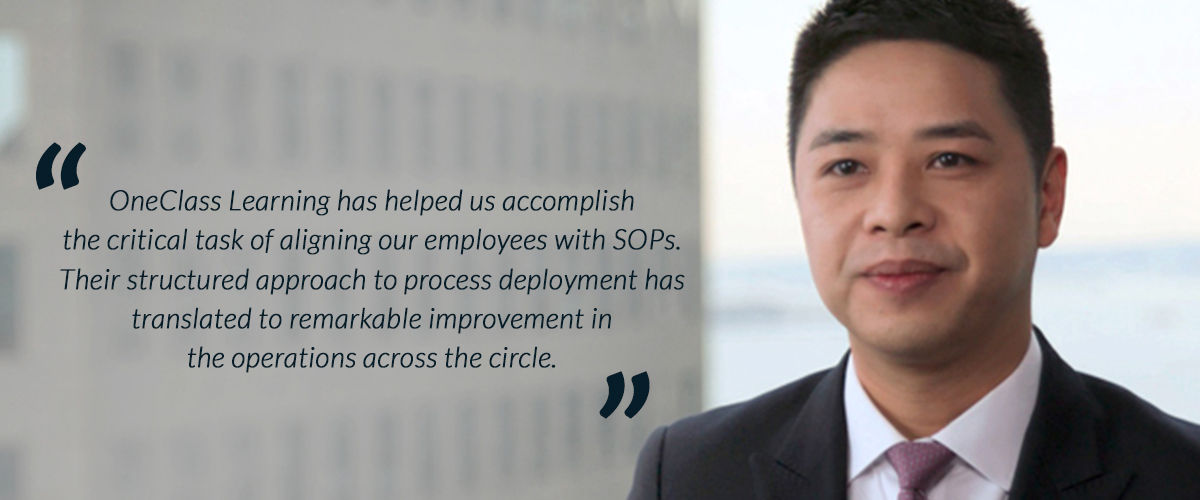 “
OneClass Learning has helped us accomplish
the critical task of aligning our employees with SOPs.
Their structured approach to process deployment has
translated to remarkable improvement in
the operations across the circle.
”